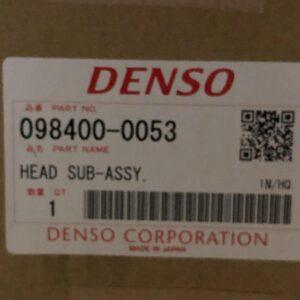 DENSO
品番 PART NO.
098400-0053
品名 PART NAME
HEAD SUB-ASSY.
IN/HQ
数量 QT.
1
DENSO CORPORATION
MADE IN JAPAN